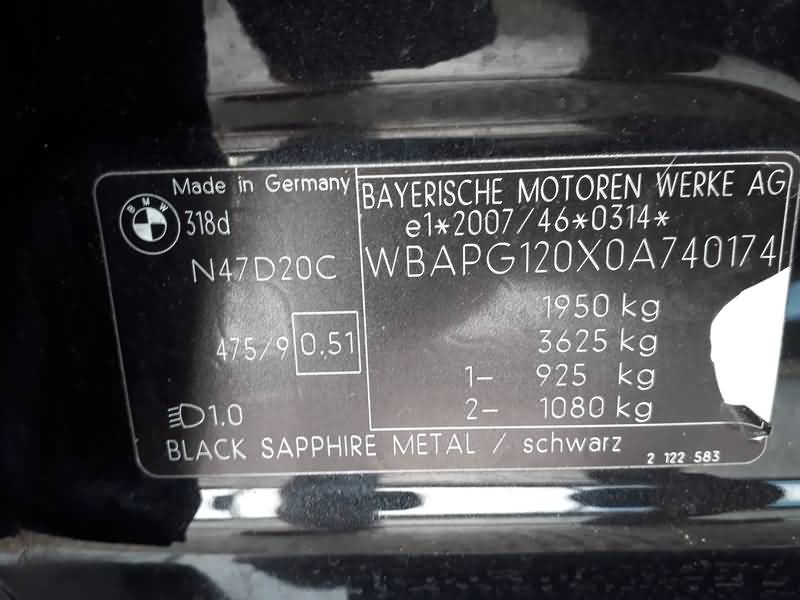 Made in Germany
BMW
318d
N47D20C
475/9 0.51
1.0
BLACK SAPPHIRE METAL / schwarz
BAYERISCHE MOTOREN WERKE AG
e1*2007/46*0314*
WBAPG120X0A740174
1950 kg
3625 kg
1- 925 kg
2- 1080 kg
2 122 583